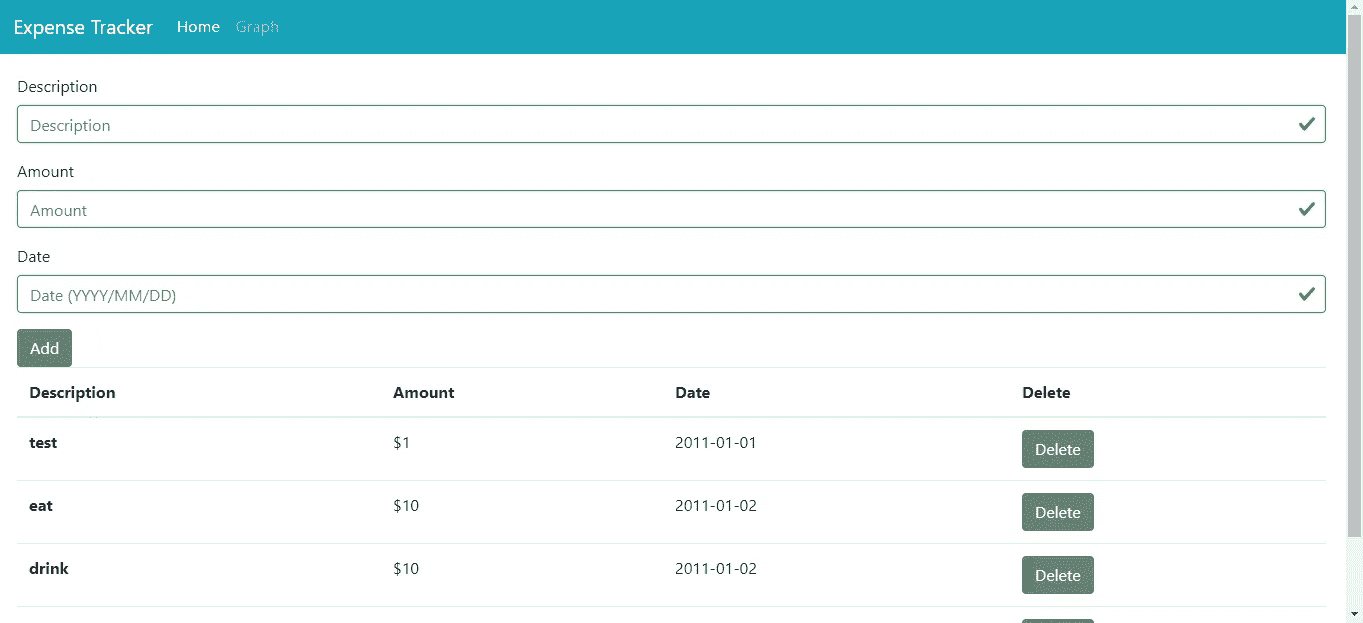 Expense Tracker Home Graph
Description
Description
Amount
Amount
Date
Date (YYYY/MM/DD)
Add
Description Amount Date Delete
test $1 2011-01-01 Delete
eat $10 2011-01-02 Delete
drink $10 2011-01-02 Delete